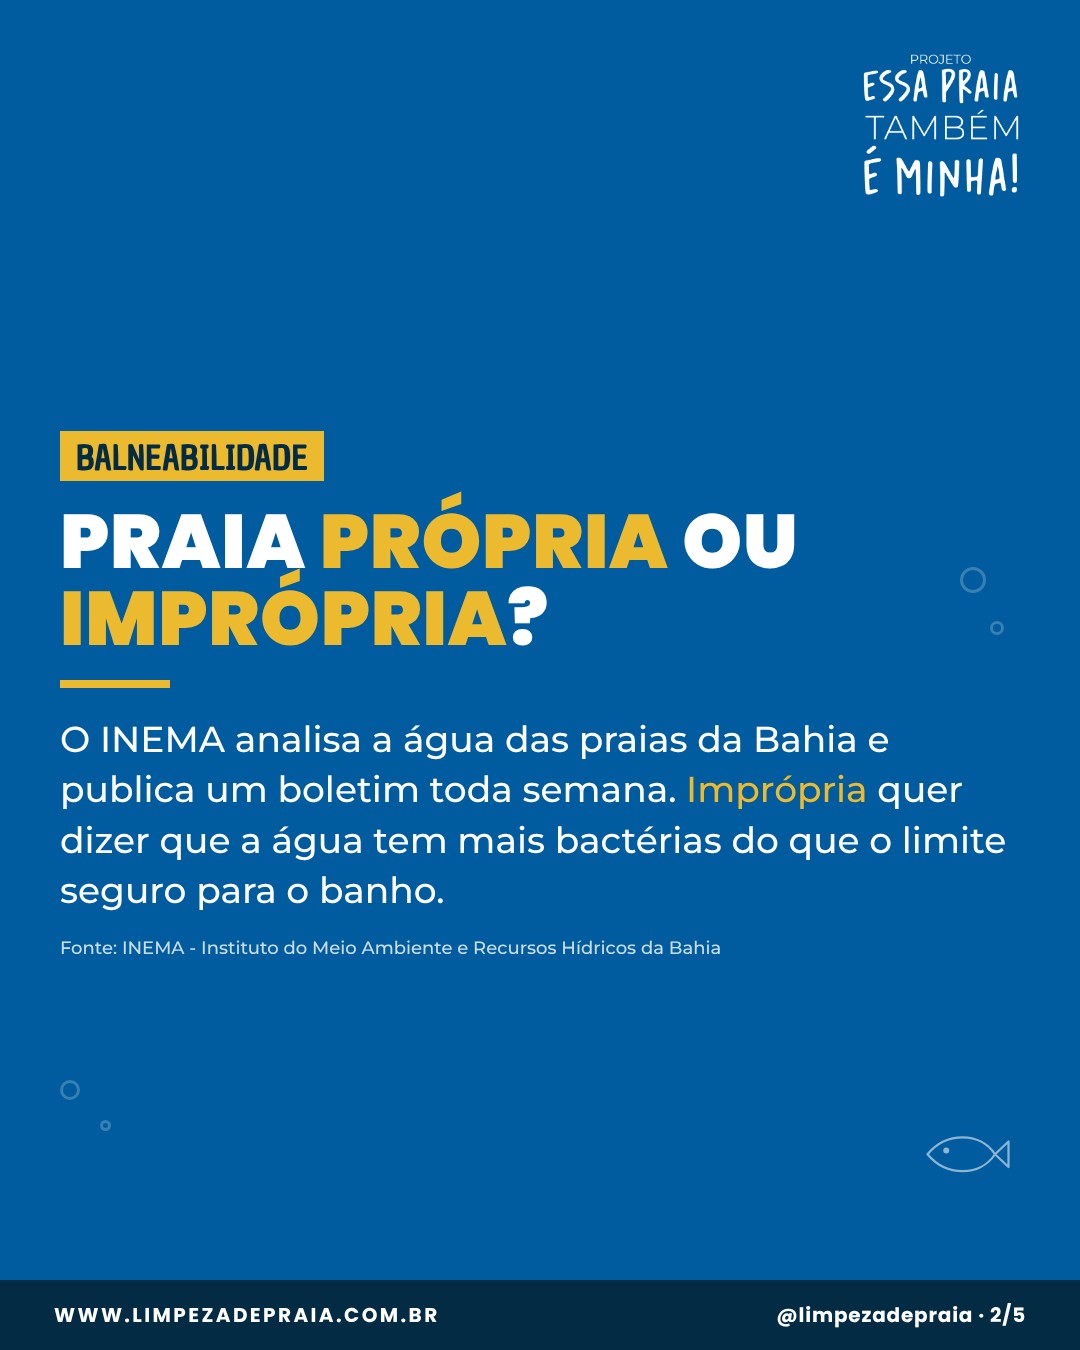 PROJETO
ESSA PRAIA
TAMBÉM
É MINHA!
BALNEABILIDADE
PRAIA PRÓPRIA OU
IMPRÓPRIA?
O INEMA analisa a água das praias da Bahia e
publica um boletim toda semana. Imprópria quer
dizer que a água tem mais bactérias do que o limite
seguro para o banho.
Fonte: INEMA - Instituto do Meio Ambiente e Recursos Hídricos da Bahia
WWW.LIMPEZADEPRAIA.COM.BR
@limpezadepraia · 2/5